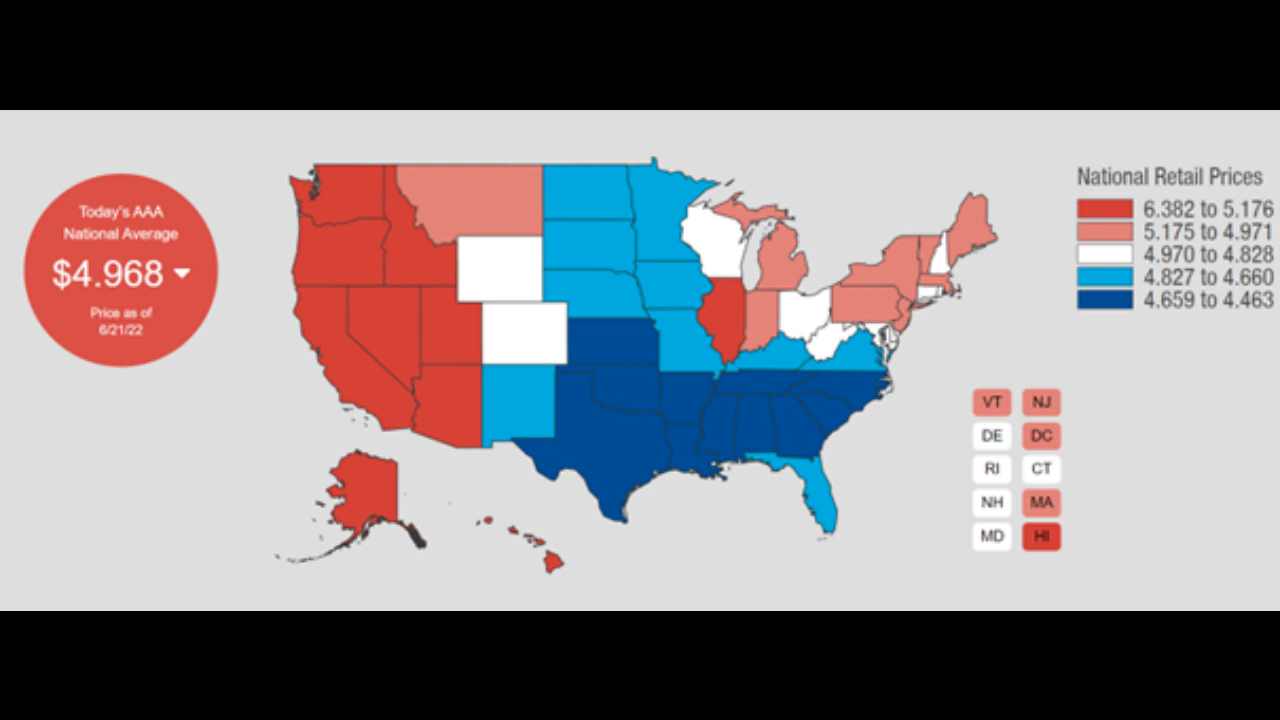 Today's AAA
National Average
$4.968
Price as of
6/21/22
National Retail Prices
6.382 to 5.176
5.175 to 4.971
4.970 to 4.828
4.827 to 4.660
4.659 to 4.463
VT NJ
DE DC
RI CT
NH MA
MD HI